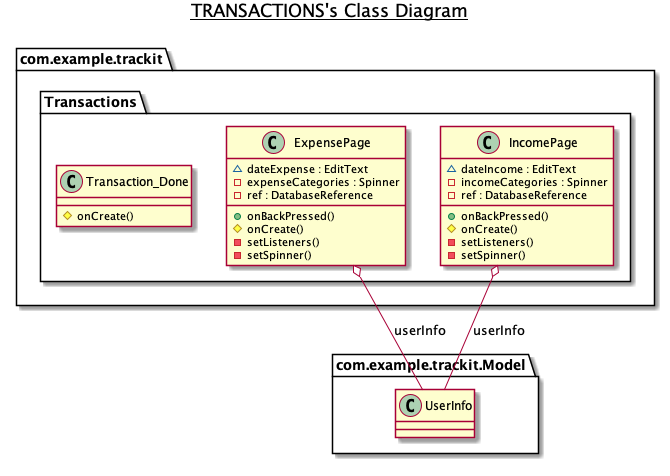 TRANSACTIONS's Class Diagram
com.example.trackit
Transactions
C Transaction_Done
onCreate()
C ExpensePage
dateExpense : EditText
expenseCategories : Spinner
ref : DatabaseReference
onBackPressed()
onCreate()
setListeners()
setSpinner()
C IncomePage
dateIncome : EditText
incomeCategories : Spinner
ref : DatabaseReference
onBackPressed()
onCreate()
setListeners()
setSpinner()
userInfo
userInfo
com.example.trackit.Model
C UserInfo